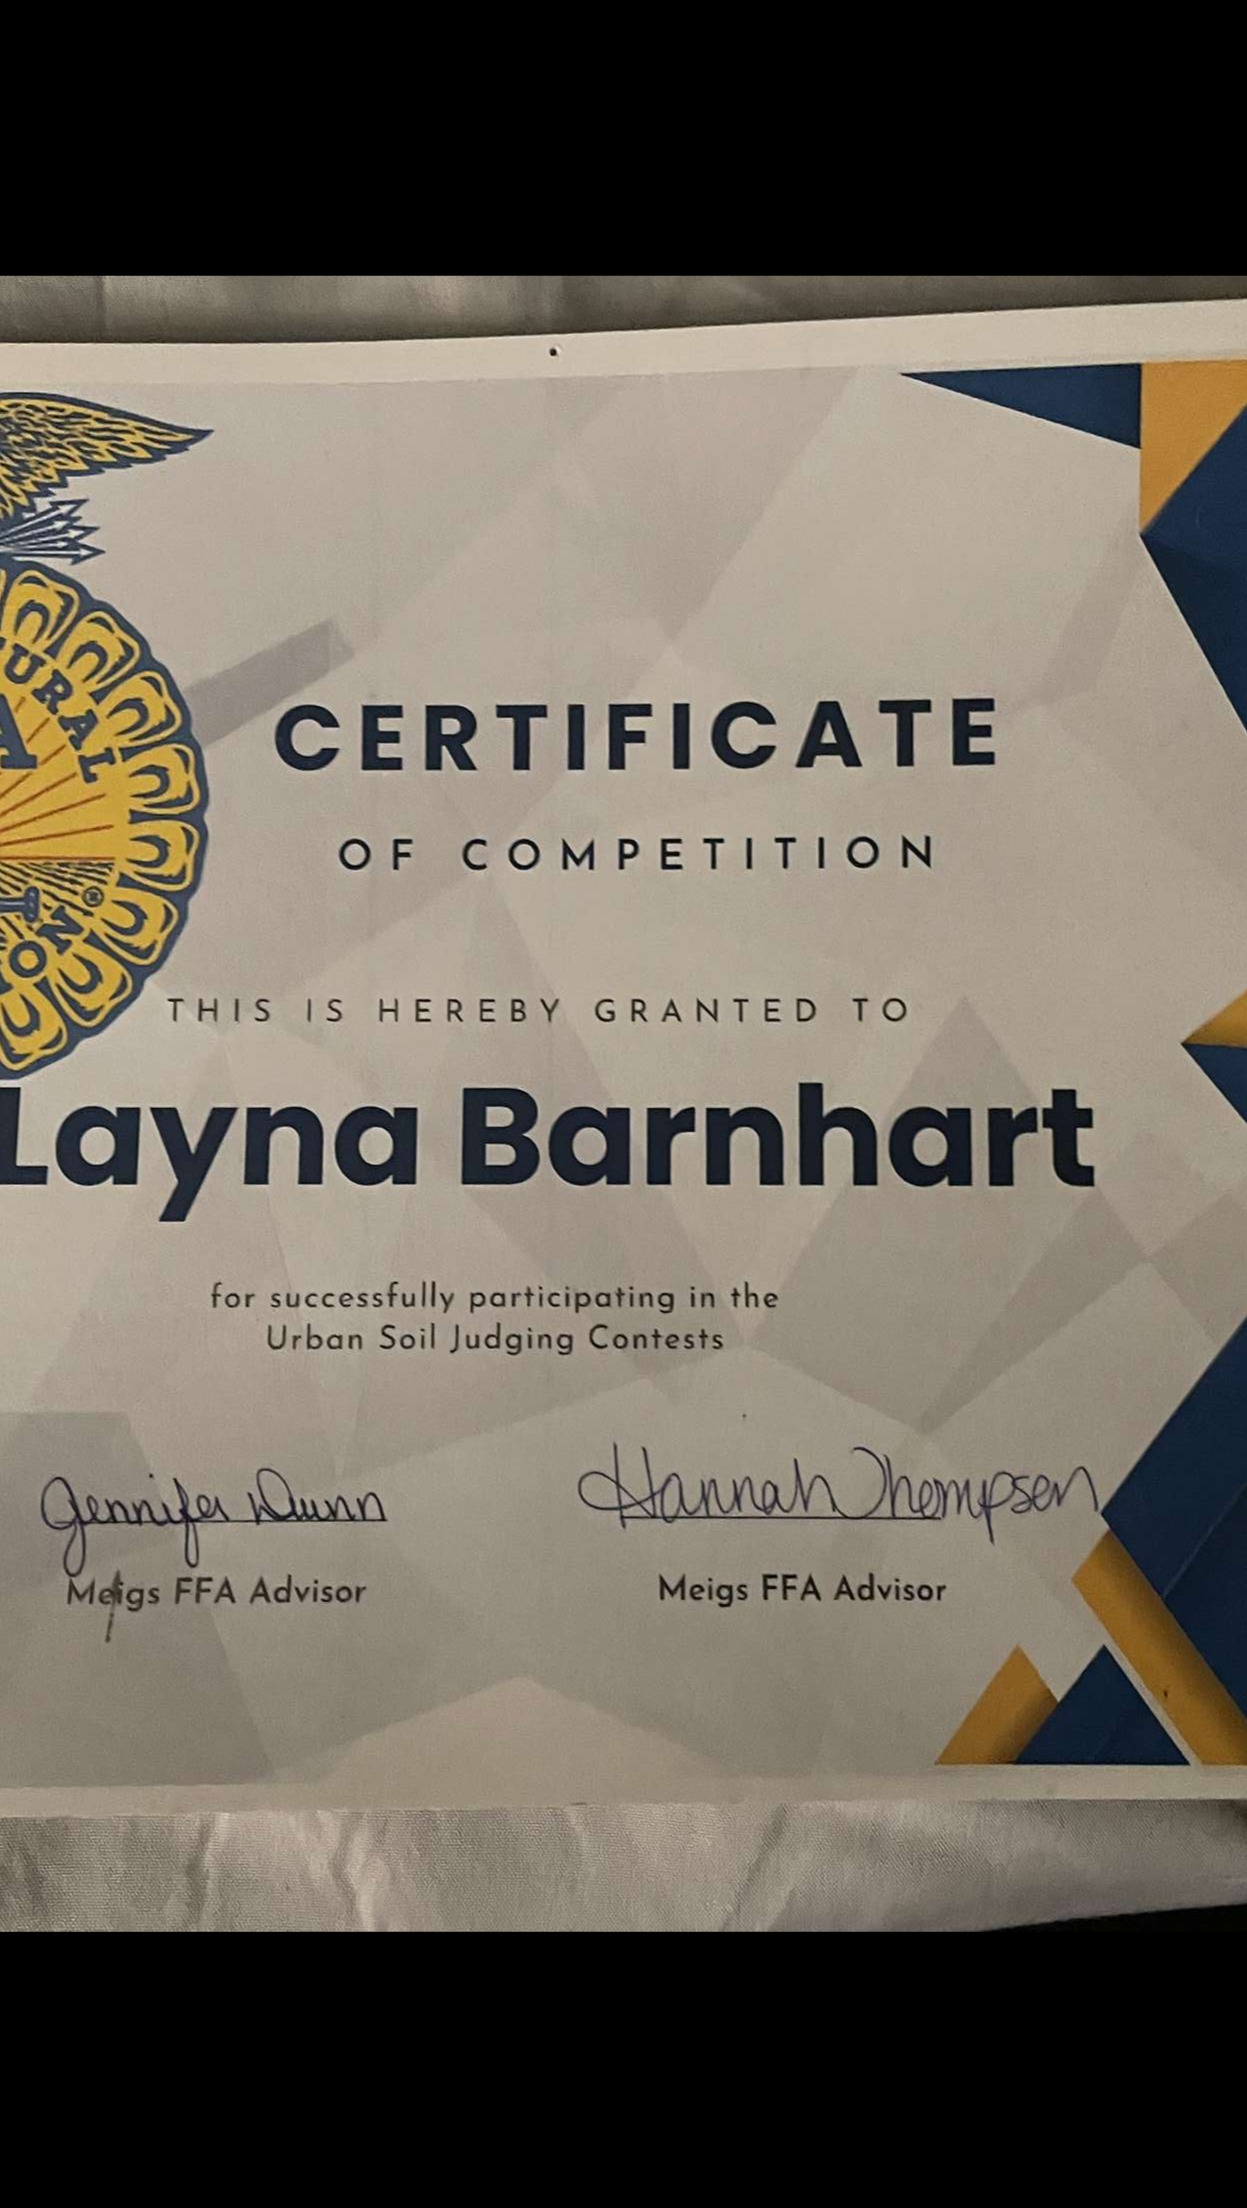 URAL
A
ION
®
CERTIFICATE
OF COMPETITION
THIS IS HEREBY GRANTED TO
Layna Barnhart
for successfully participating in the
Urban Soil Judging Contests
Jennifer Dunn
Hannah Thompson
Meigs FFA Advisor
Meigs FFA Advisor